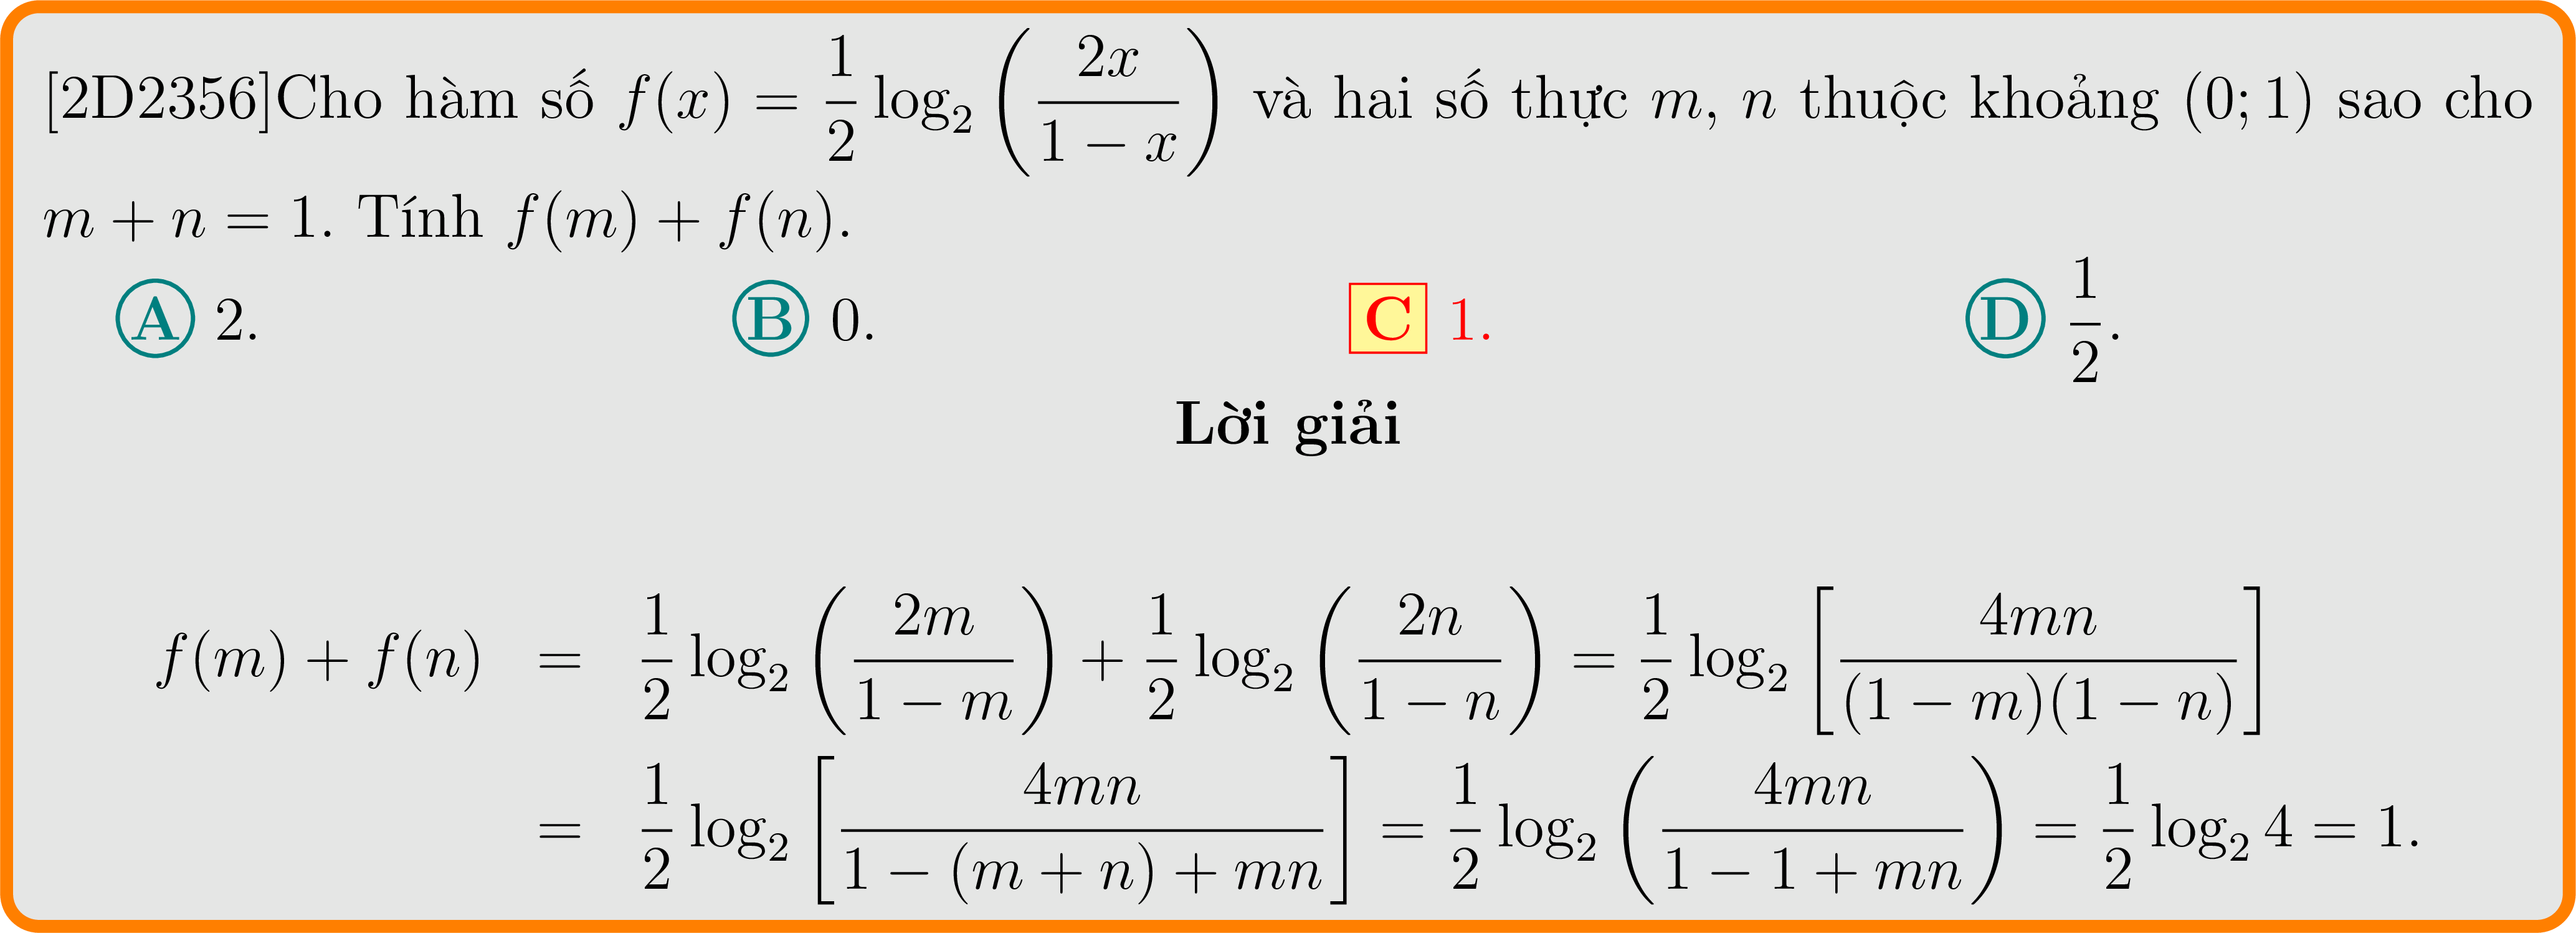 [2D2356]Cho hàm số f(x) = \frac{1}{2} \log_2 \left( \frac{2x}{1 - x} \right) và hai số thực m, n thuộc khoảng (0; 1) sao cho
m + n = 1. Tính f(m) + f(n).
A 2. B 0. C 1. D \frac{1}{2}.
Lời giải
f(m) + f(n) = \frac{1}{2} \log_2 \left( \frac{2m}{1 - m} \right) + \frac{1}{2} \log_2 \left( \frac{2n}{1 - n} \right) = \frac{1}{2} \log_2 \left[ \frac{4mn}{(1 - m)(1 - n)} \right]
= \frac{1}{2} \log_2 \left[ \frac{4mn}{1 - (m + n) + mn} \right] = \frac{1}{2} \log_2 \left( \frac{4mn}{1 - 1 + mn} \right) = \frac{1}{2} \log_2 4 = 1.